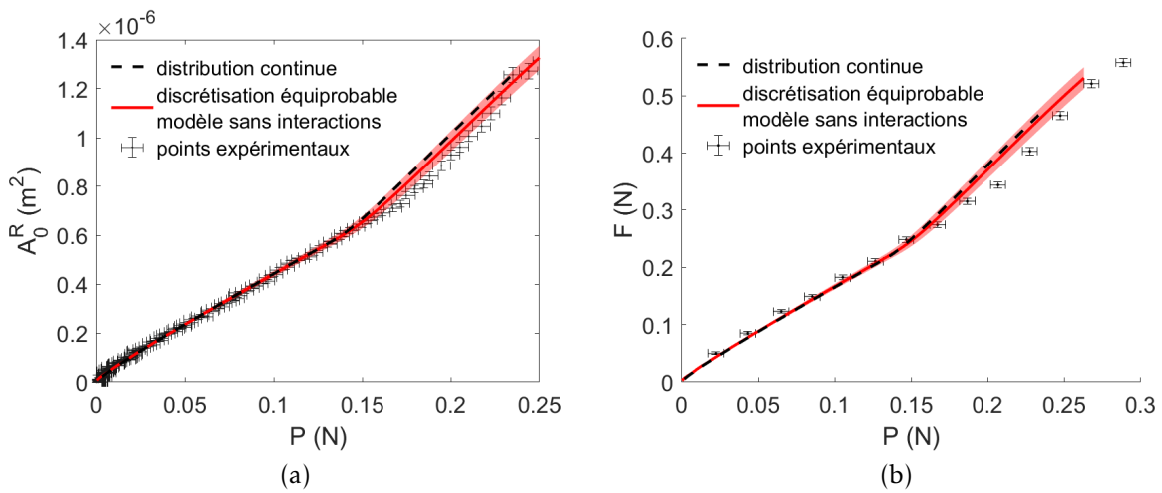 ×10^-6
1.4
1.2
1
0.8
0.6
0.4
0.2
0
A_0^R (m^2)
distribution continue
discrétisation équiprobable
modèle sans interactions
points expérimentaux
0 0.05 0.1 0.15 0.2 0.25
P (N)
(a)
0.6
0.5
0.4
0.3
0.2
0.1
0
F (N)
distribution continue
discrétisation équiprobable
modèle sans interactions
points expérimentaux
0 0.05 0.1 0.15 0.2 0.25 0.3
P (N)
(b)